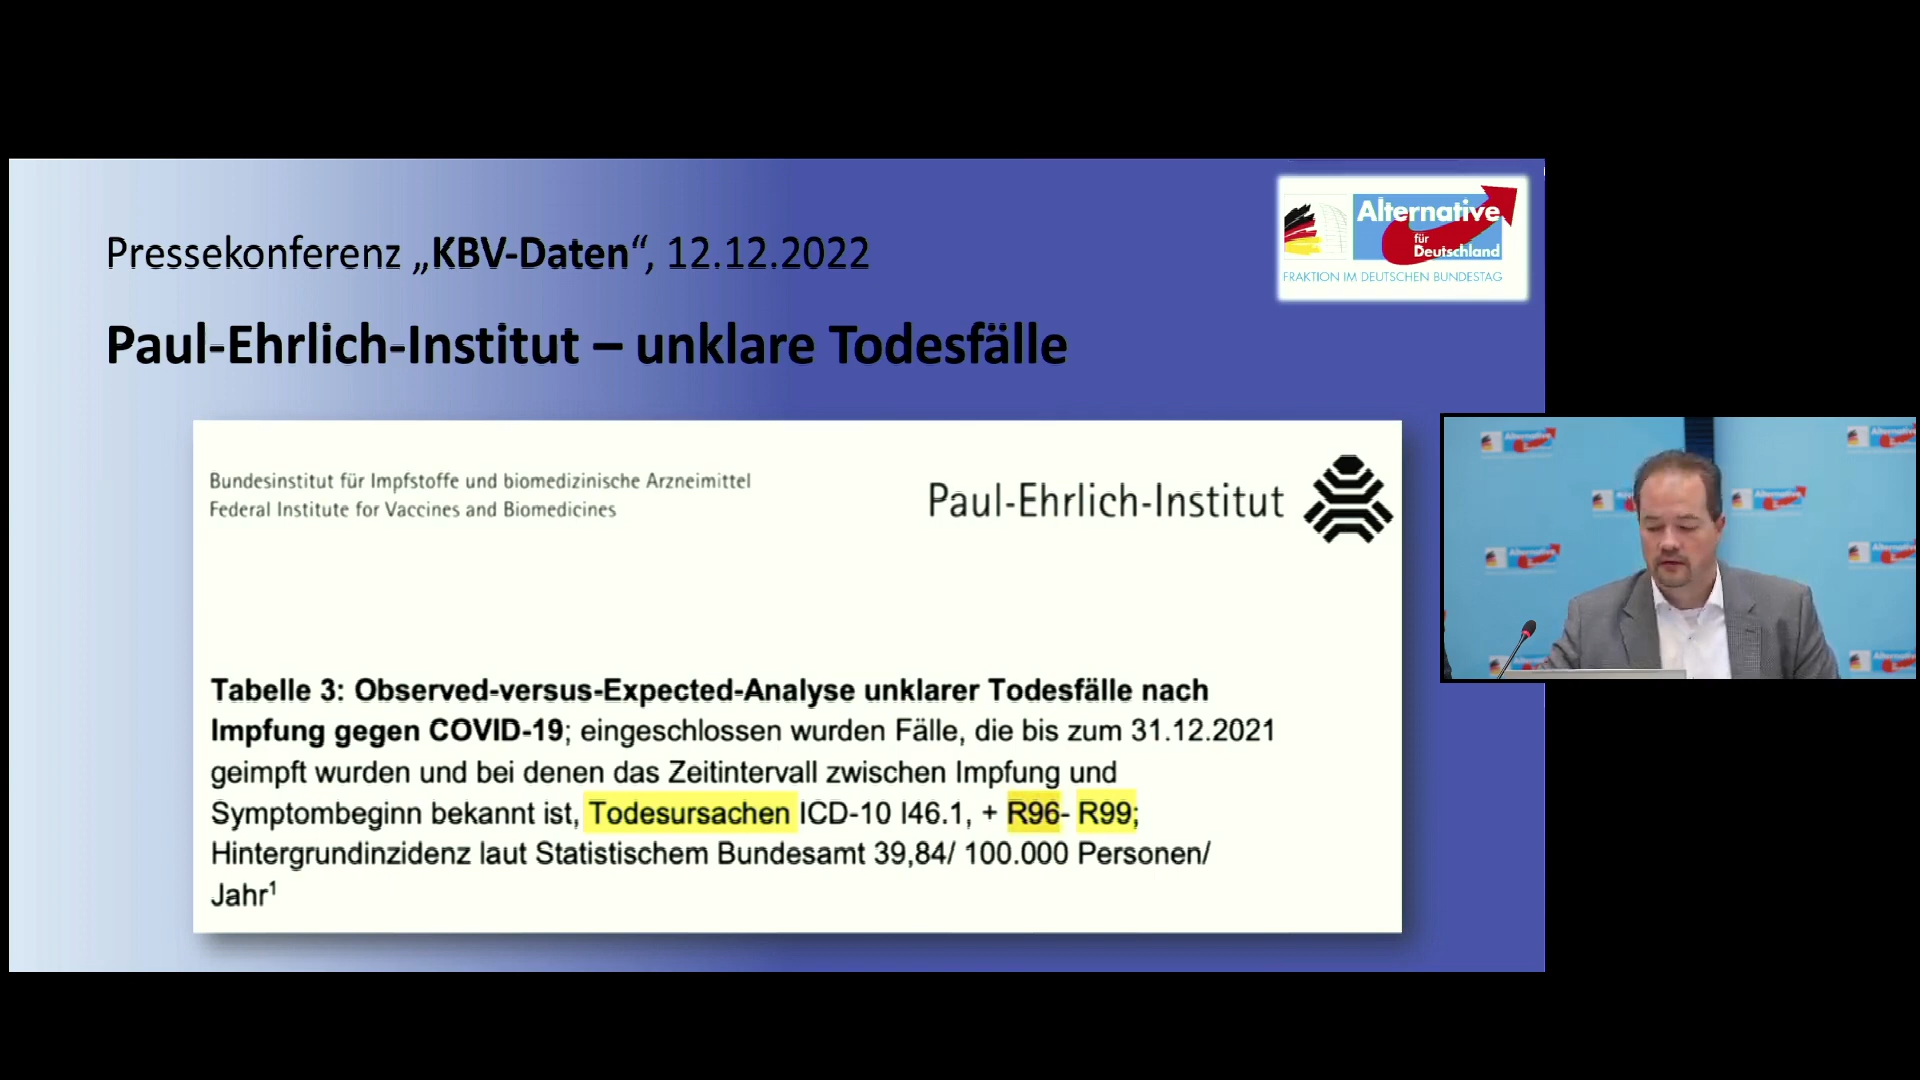 Pressekonferenz „KBV-Daten“, 12.12.2022
Alternative
für
Deutschland
FRAKTION IM DEUTSCHEN BUNDESTAG
Paul-Ehrlich-Institut – unklare Todesfälle
Bundesinstitut für Impfstoffe und biomedizinische Arzneimittel
Federal Institute for Vaccines and Biomedicines
Paul-Ehrlich-Institut
Tabelle 3: Observed-versus-Expected-Analyse unklarer Todesfälle nach
Impfung gegen COVID-19; eingeschlossen wurden Fälle, die bis zum 31.12.2021
geimpft wurden und bei denen das Zeitintervall zwischen Impfung und
Symptombeginn bekannt ist, Todesursachen ICD-10 I46.1, + R96- R99;
Hintergrundinzidenz laut Statistischem Bundesamt 39,84/ 100.000 Personen/
Jahr¹
Alternative
Alternative
Alternative